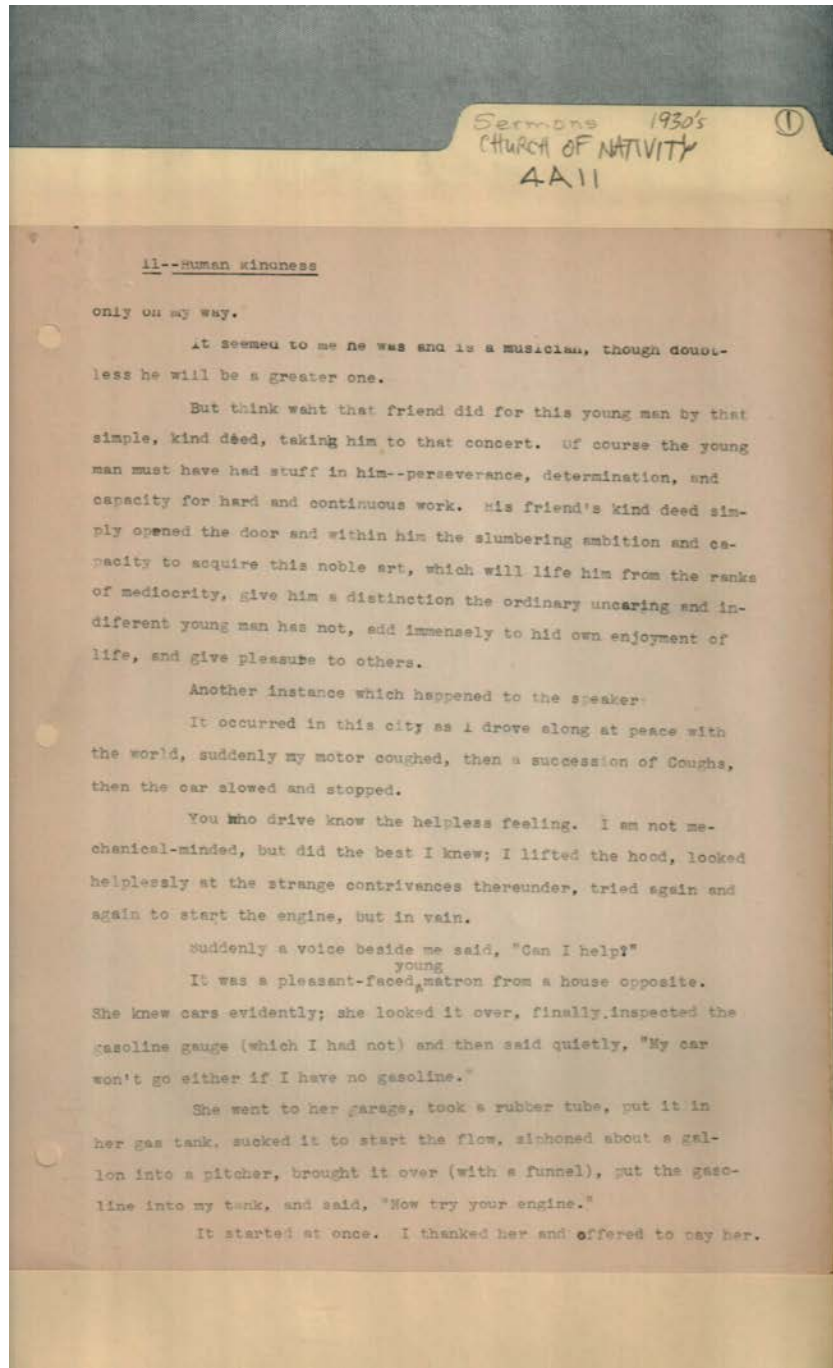 Sermons 1930's
①
CHURCH OF NATIVITY
4A11
11--Human Kindness
only on my way.
It seemed to me he was and is a musician, though doubt-
less he will be a greater one.
But think waht that friend did for this young man by that
simple, kind deed, taking him to that concert. Of course the young
man must have had stuff in him--perseverance, determination, and
capacity for hard and continuous work. His friend's kind deed sim-
ply opened the door and within him the slumbering ambition and ca-
pacity to acquire this noble art, which will life him from the ranks
of mediocrity, give him a distinction the ordinary uncaring and in-
diferent young man has not, add immensely to hid own enjoyment of
life, and give pleasure to others.
Another instance which happened to the speaker
It occurred in this city as I drove along at peace with
the world, suddenly my motor coughed, then a succession of Coughs,
then the car slowed and stopped.
You who drive know the helpless feeling. I am not me-
chanical-minded, but did the best I knew; I lifted the hood, looked
helplessly at the strange contrivances thereunder, tried again and
again to start the engine, but in vain.
Suddenly a voice beside me said, "Can I help?"
young
It was a pleasant-faced matron from a house opposite.
She knew cars evidently; she looked it over, finally inspected the
gasoline gauge (which I had not) and then said quietly, "My car
won't go either if I have no gasoline."
She went to her garage, took a rubber tube, put it in
her gas tank, sucked it to start the flow, siphoned about a gal-
lon into a pitcher, brought it over (with a funnel), put the gaso-
line into my tank, and said, "Now try your engine."
It started at once. I thanked her and offered to pay her.